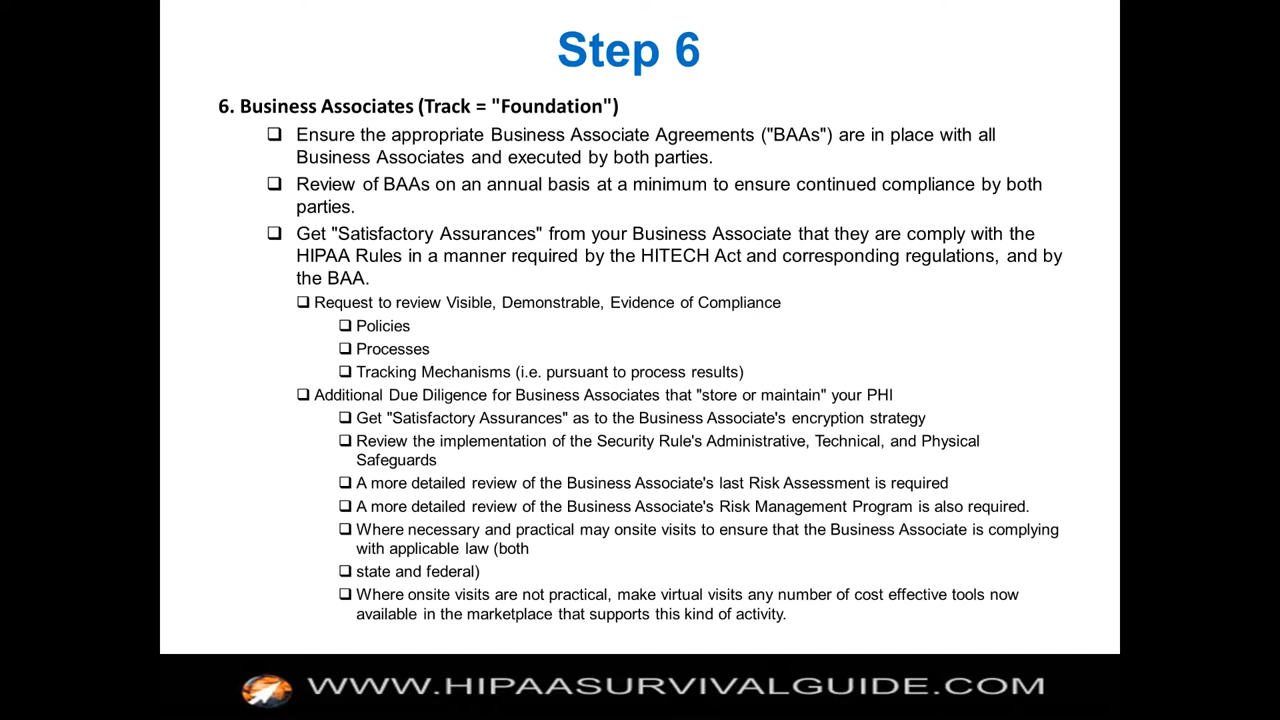 Step 6
6. Business Associates (Track = "Foundation")
❑ Ensure the appropriate Business Associate Agreements ("BAAs") are in place with all
Business Associates and executed by both parties.
❑ Review of BAAs on an annual basis at a minimum to ensure continued compliance by both
parties.
❑ Get "Satisfactory Assurances" from your Business Associate that they are comply with the
HIPAA Rules in a manner required by the HITECH Act and corresponding regulations, and by
the BAA.
❑ Request to review Visible, Demonstrable, Evidence of Compliance
❑ Policies
❑ Processes
❑ Tracking Mechanisms (i.e. pursuant to process results)
❑ Additional Due Diligence for Business Associates that "store or maintain" your PHI
❑ Get "Satisfactory Assurances" as to the Business Associate's encryption strategy
❑ Review the implementation of the Security Rule's Administrative, Technical, and Physical
Safeguards
❑ A more detailed review of the Business Associate's last Risk Assessment is required
❑ A more detailed review of the Business Associate's Risk Management Program is also required.
❑ Where necessary and practical may onsite visits to ensure that the Business Associate is complying
with applicable law (both
❑ state and federal)
❑ Where onsite visits are not practical, make virtual visits any number of cost effective tools now
available in the marketplace that supports this kind of activity.
WWW.HIPAASURVIVALGUIDE.COM